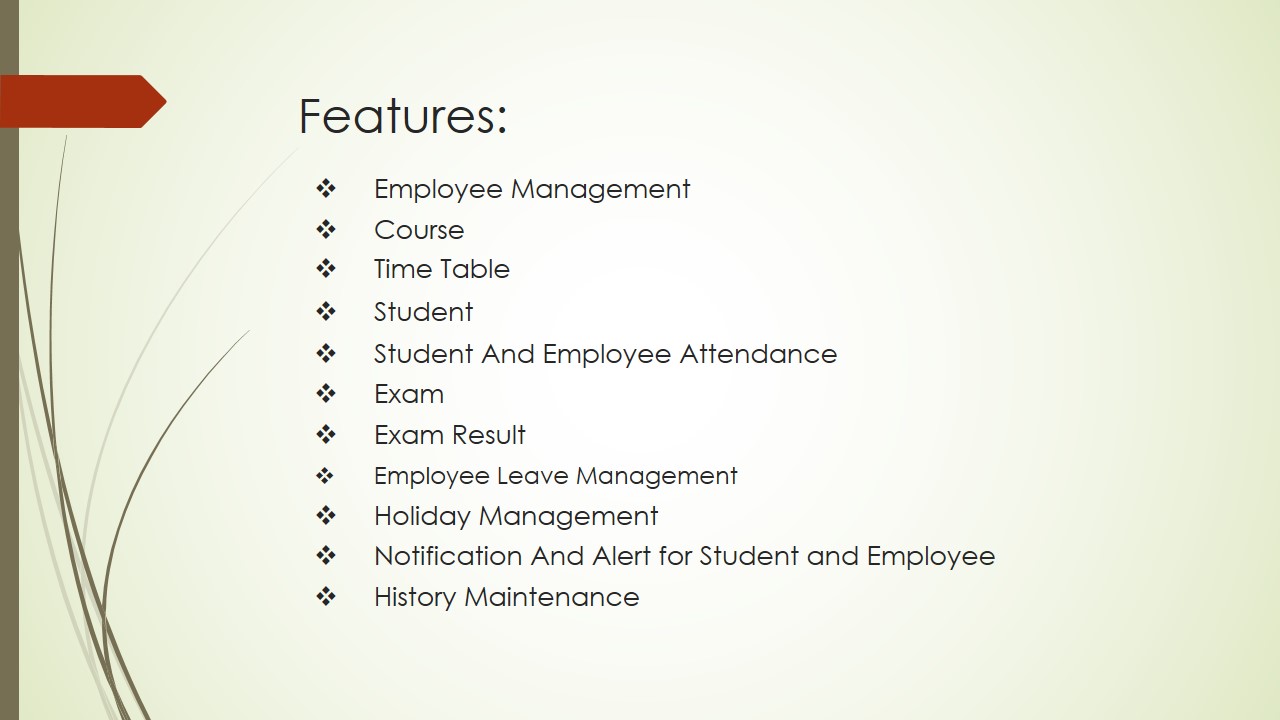 Features:
❖ Employee Management
❖ Course
❖ Time Table
❖ Student
❖ Student And Employee Attendance
❖ Exam
❖ Exam Result
❖ Employee Leave Management
❖ Holiday Management
❖ Notification And Alert for Student and Employee
❖ History Maintenance